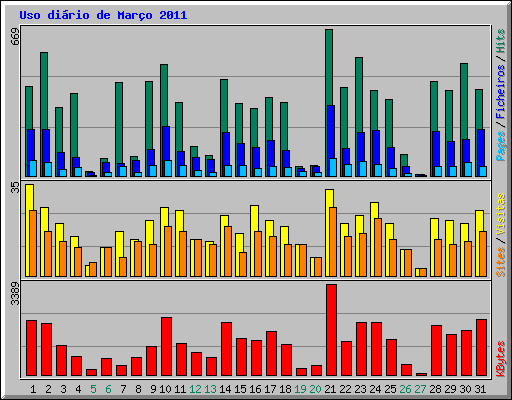 Uso diário de Março 2011
669
Pages / Ficheiros / Hits
35
Sites / Visitas
3389
KBytes
1 2 3 4 5 6 7 8 9 10 11 12 13 14 15 16 17 18 19 20 21 22 23 24 25 26 27 28 29 30 31